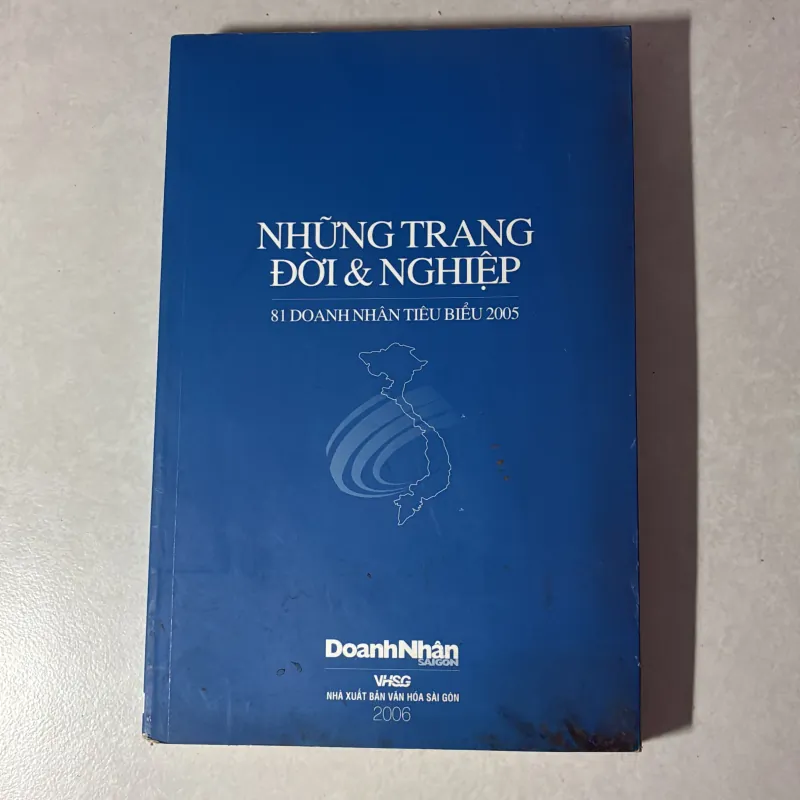 NHỮNG TRANG
ĐỜI & NGHIỆP
81 DOANH NHÂN TIÊU BIỂU 2005
DoanhNhân
SAIGON
VHSG
NHÀ XUẤT BẢN VĂN HÓA SÀI GÒN
2006